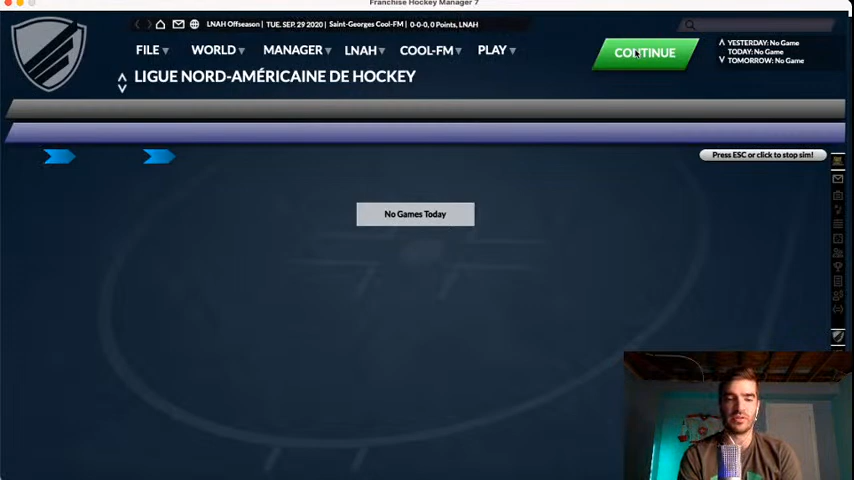 Franchise Hockey Manager 7
LNAH Offseason | TUE. SEP. 29 2020 | Saint-Georges Cool-FM | 0-0-0, 0 Points, LNAH
FILE WORLD MANAGER LNAH COOL-FM PLAY
CONTINUE
YESTERDAY: No Game
TODAY: No Game
TOMORROW: No Game
LIGUE NORD-AMÉRICAINE DE HOCKEY
Press ESC or click to stop sim!
No Games Today